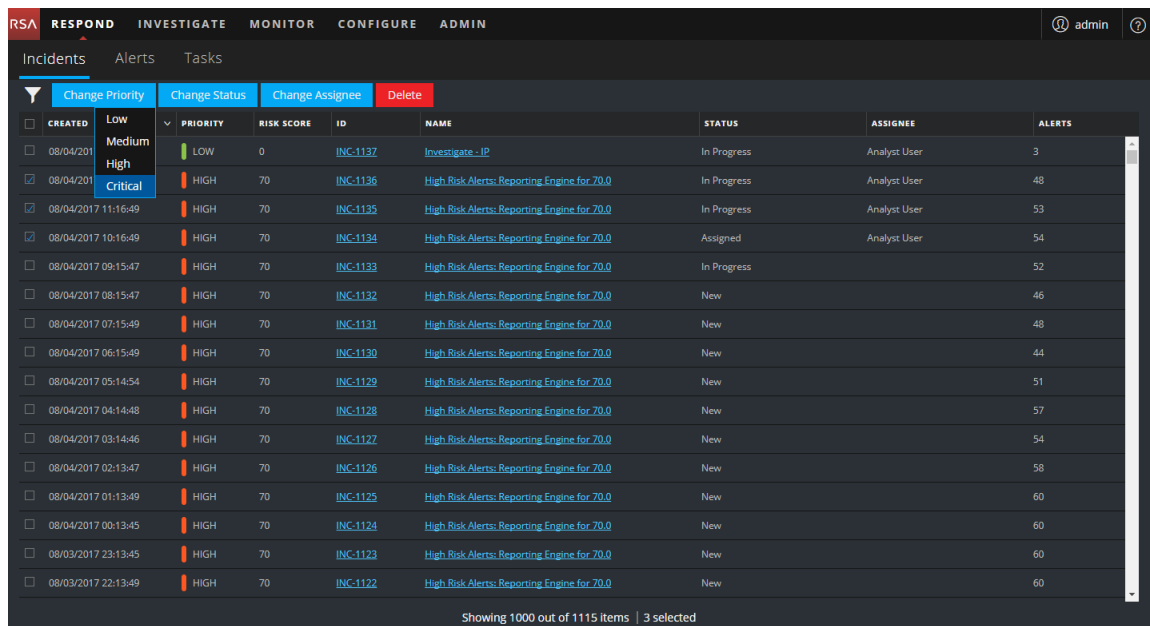 RSA RESPOND INVESTIGATE MONITOR CONFIGURE ADMIN admin ?
Incidents Alerts Tasks
Change Priority Change Status Change Assignee Delete
Low
Medium
High
Critical
CREATED PRIORITY RISK SCORE ID NAME STATUS ASSIGNEE ALERTS
08/04/201 LOW 0 INC-1137 Investigate - IP In Progress Analyst User 3
08/04/201 HIGH 70 INC-1136 High Risk Alerts: Reporting Engine for 70.0 In Progress Analyst User 48
08/04/2017 11:16:49 HIGH 70 INC-1135 High Risk Alerts: Reporting Engine for 70.0 In Progress Analyst User 53
08/04/2017 10:16:49 HIGH 70 INC-1134 High Risk Alerts: Reporting Engine for 70.0 Assigned Analyst User 54
08/04/2017 09:15:47 HIGH 70 INC-1133 High Risk Alerts: Reporting Engine for 70.0 In Progress 52
08/04/2017 08:15:47 HIGH 70 INC-1132 High Risk Alerts: Reporting Engine for 70.0 New 46
08/04/2017 07:15:49 HIGH 70 INC-1131 High Risk Alerts: Reporting Engine for 70.0 New 48
08/04/2017 06:15:49 HIGH 70 INC-1130 High Risk Alerts: Reporting Engine for 70.0 New 44
08/04/2017 05:14:54 HIGH 70 INC-1129 High Risk Alerts: Reporting Engine for 70.0 New 51
08/04/2017 04:14:48 HIGH 70 INC-1128 High Risk Alerts: Reporting Engine for 70.0 New 57
08/04/2017 03:14:46 HIGH 70 INC-1127 High Risk Alerts: Reporting Engine for 70.0 New 54
08/04/2017 02:13:47 HIGH 70 INC-1126 High Risk Alerts: Reporting Engine for 70.0 New 58
08/04/2017 01:13:49 HIGH 70 INC-1125 High Risk Alerts: Reporting Engine for 70.0 New 60
08/04/2017 00:13:45 HIGH 70 INC-1124 High Risk Alerts: Reporting Engine for 70.0 New 60
08/03/2017 23:13:45 HIGH 70 INC-1123 High Risk Alerts: Reporting Engine for 70.0 New 60
08/03/2017 22:13:49 HIGH 70 INC-1122 High Risk Alerts: Reporting Engine for 70.0 New 60
Showing 1000 out of 1115 items | 3 selected